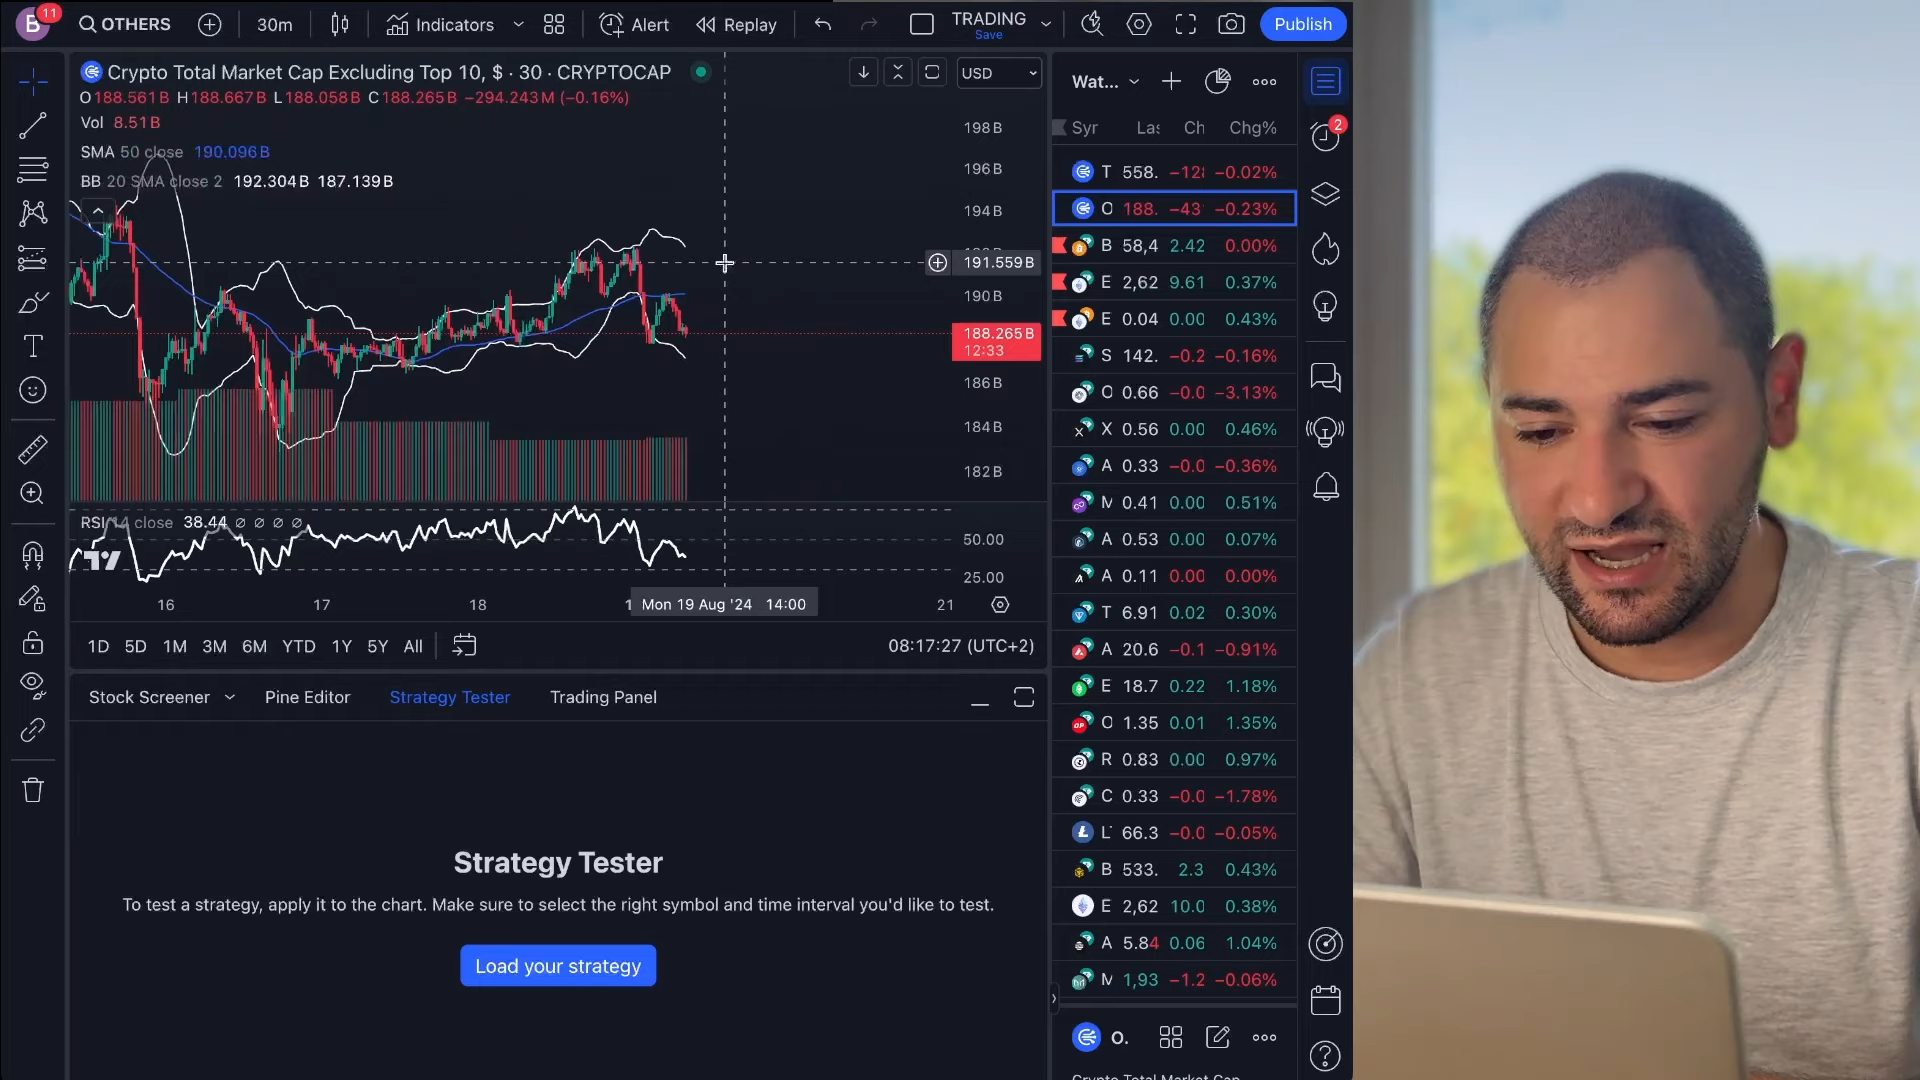 B 11 OTHERS 30m Indicators Alert Replay TRADING Save Publish
Crypto Total Market Cap Excluding Top 10, $ · 30 · CRYPTOCAP USD
O188.561B H188.667B L188.058B C188.265B −294.243M (−0.16%)
Vol 8.51B
SMA 50 close 190.096B
BB 20 SMA close 2 192.304B 187.139B
198B
196B
194B
191.559B
190B
188.265B
12:33
186B
184B
182B
RSI 14 close 38.44 ∅ ∅ ∅ ∅
50.00
25.00
16 17 18 Mon 19 Aug '24 14:00 21
1D 5D 1M 3M 6M YTD 1Y 5Y All 08:17:27 (UTC+2)
Stock Screener Pine Editor Strategy Tester Trading Panel
Strategy Tester
To test a strategy, apply it to the chart. Make sure to select the right symbol and time interval you'd like to test.
Load your strategy
Wat...
Syr Las Ch Chg%
2
T 558. −128 −0.02%
O 188. −43 −0.23%
B 58,4 2.42 0.00%
E 2,62 9.61 0.37%
E 0.04 0.00 0.43%
S 142. −0.2 −0.16%
O 0.66 −0.0 −3.13%
X 0.56 0.00 0.46%
A 0.33 −0.0 −0.36%
M 0.41 0.00 0.51%
A 0.53 0.00 0.07%
A 0.11 0.00 0.00%
T 6.91 0.02 0.30%
A 20.6 −0.1 −0.91%
E 18.7 0.22 1.18%
O 1.35 0.01 1.35%
R 0.83 0.00 0.97%
C 0.33 −0.0 −1.78%
L 66.3 −0.0 −0.05%
B 533. 2.3 0.43%
E 2,62 10.0 0.38%
A 5.84 0.06 1.04%
M 1,93 −1.2 −0.06%
O.
Crypto Total Market Cap